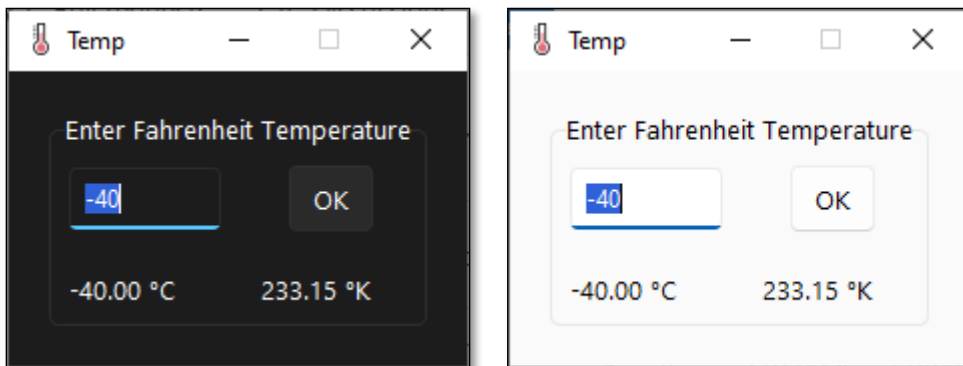 Temp
Enter Fahrenheit Temperature
-40
OK
-40.00 °C
233.15 °K
Temp
Enter Fahrenheit Temperature
-40
OK
-40.00 °C
233.15 °K